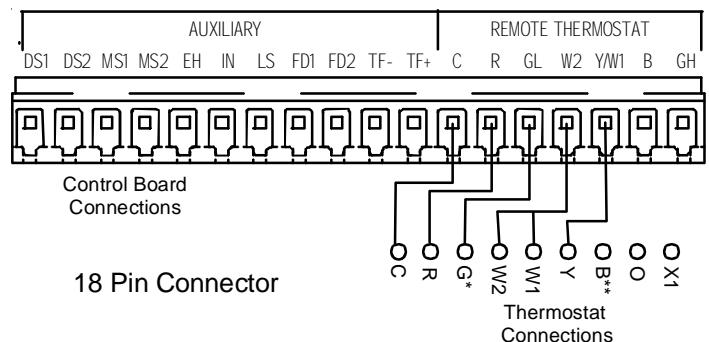 AUXILIARY REMOTE THERMOSTAT
DS1 DS2 MS1 MS2 EH IN LS FD1 FD2 TF- TF+ C R GL W2 Y/W1 B GH
Control Board
Connections
C R G* W2 W1 Y B** O X1
18 Pin Connector
Thermostat
Connections